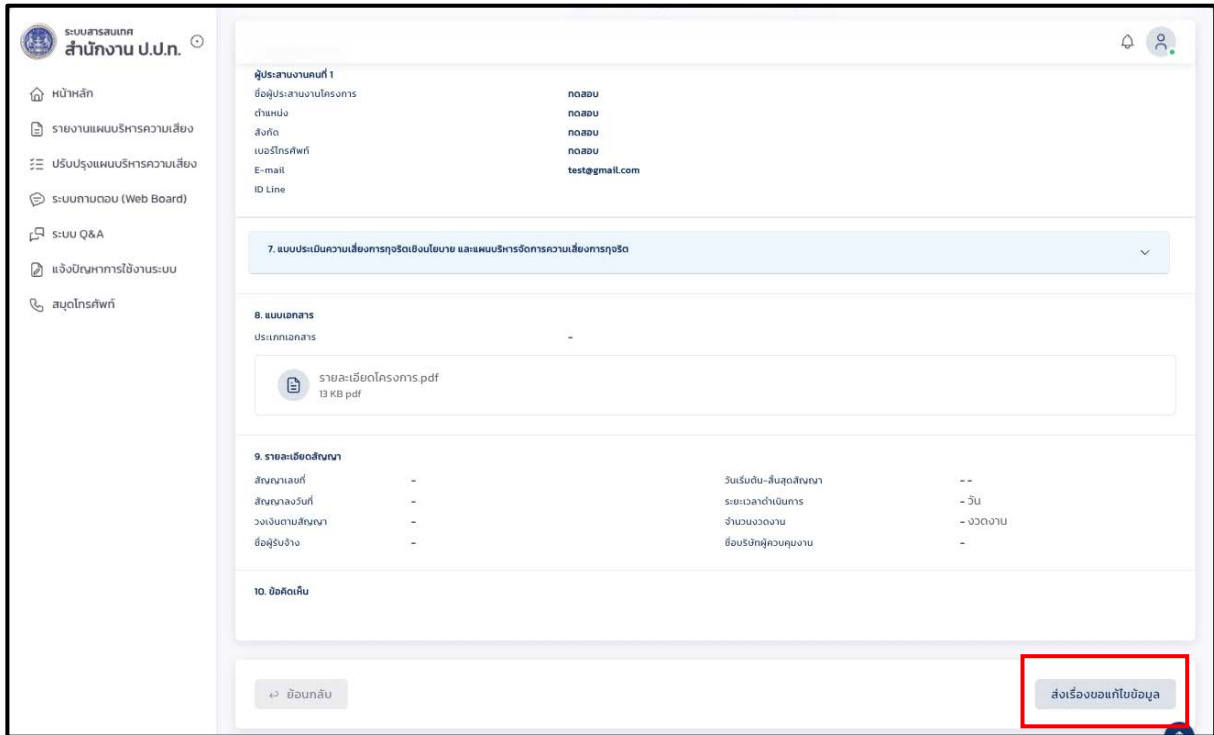 ระบบสารสนเทศ
สำนักงาน ป.ป.ท.
หน้าหลัก
รายงานแผนบริหารความเสี่ยง
ปรับปรุงแผนบริหารความเสี่ยง
ระบบถามตอบ (Web Board)
ระบบ Q&A
แจ้งปัญหาการใช้งานระบบ
สมุดโทรศัพท์
ผู้ประสานงานคนที่ 1
ชื่อผู้ประสานงานโครงการ ทดสอบ
ตำแหน่ง ทดสอบ
สังกัด ทดสอบ
เบอร์โทรศัพท์ ทดสอบ
E-mail test@gmail.com
ID Line
7. แบบประเมินความเสี่ยงการทุจริตเชิงนโยบาย และแผนบริหารจัดการความเสี่ยงการทุจริต
8. แนบเอกสาร
ประเภทเอกสาร -
รายละเอียดโครงการ.pdf
13 KB pdf
9. รายละเอียดสัญญา
สัญญาเลขที่ - วันเริ่มต้น-สิ้นสุดสัญญา - -
สัญญาลงวันที่ - ระยะเวลาดำเนินการ - วัน
วงเงินตามสัญญา - จำนวนงวดงาน - งวดงาน
ชื่อผู้รับจ้าง - ชื่อบริษัทผู้ควบคุมงาน -
10. ข้อคิดเห็น
ย้อนกลับ ส่งเรื่องขอแก้ไขข้อมูล